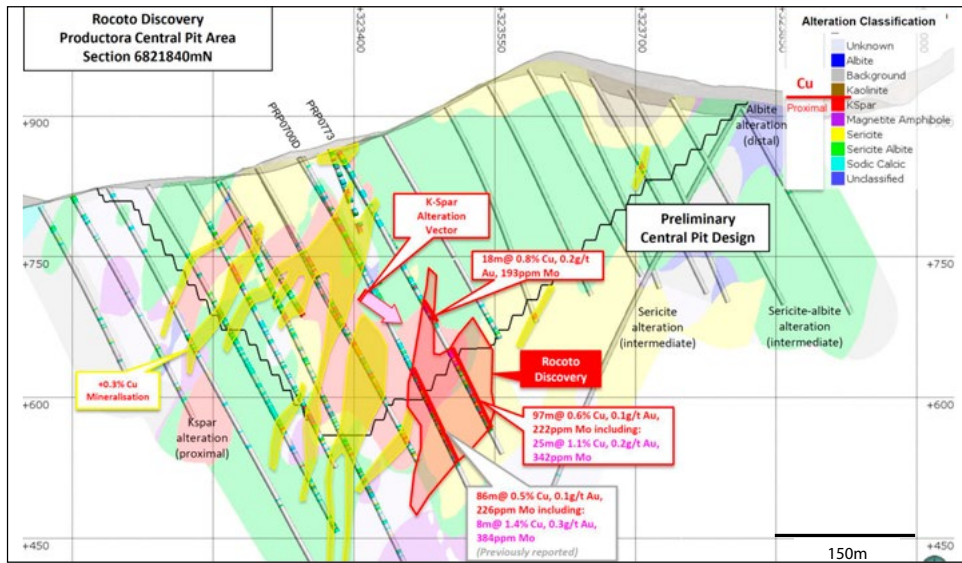 Rocoto Discovery
Productora Central Pit Area
Section 6821840mN
323400
323550
323700
Alteration Classification
Unknown
Albite
Background
Kaolinite
KSpar
Magnetite Amphibole
Sericite
Sericite Albite
Sodic Calcic
Unclassified
Cu
Proximal
+900
+900
PRP0700D
PRP0773
Albite
alteration
(distal)
K-Spar
Alteration
Vector
Preliminary
Central Pit Design
18m@ 0.8% Cu, 0.2g/t
Au, 193ppm Mo
+750
+750
Sericite
alteration
(intermediate)
Sericite-albite
alteration
(intermediate)
Rocoto
Discovery
+0.3% Cu
Mineralisation
+600
+600
Kspar
alteration
(proximal)
97m@ 0.6% Cu, 0.1g/t Au,
222ppm Mo including:
25m@ 1.1% Cu, 0.2g/t Au,
342ppm Mo
86m@ 0.5% Cu, 0.1g/t Au,
226ppm Mo including:
8m@ 1.4% Cu, 0.3g/t Au,
384ppm Mo
(Previously reported)
+450
+450
150m